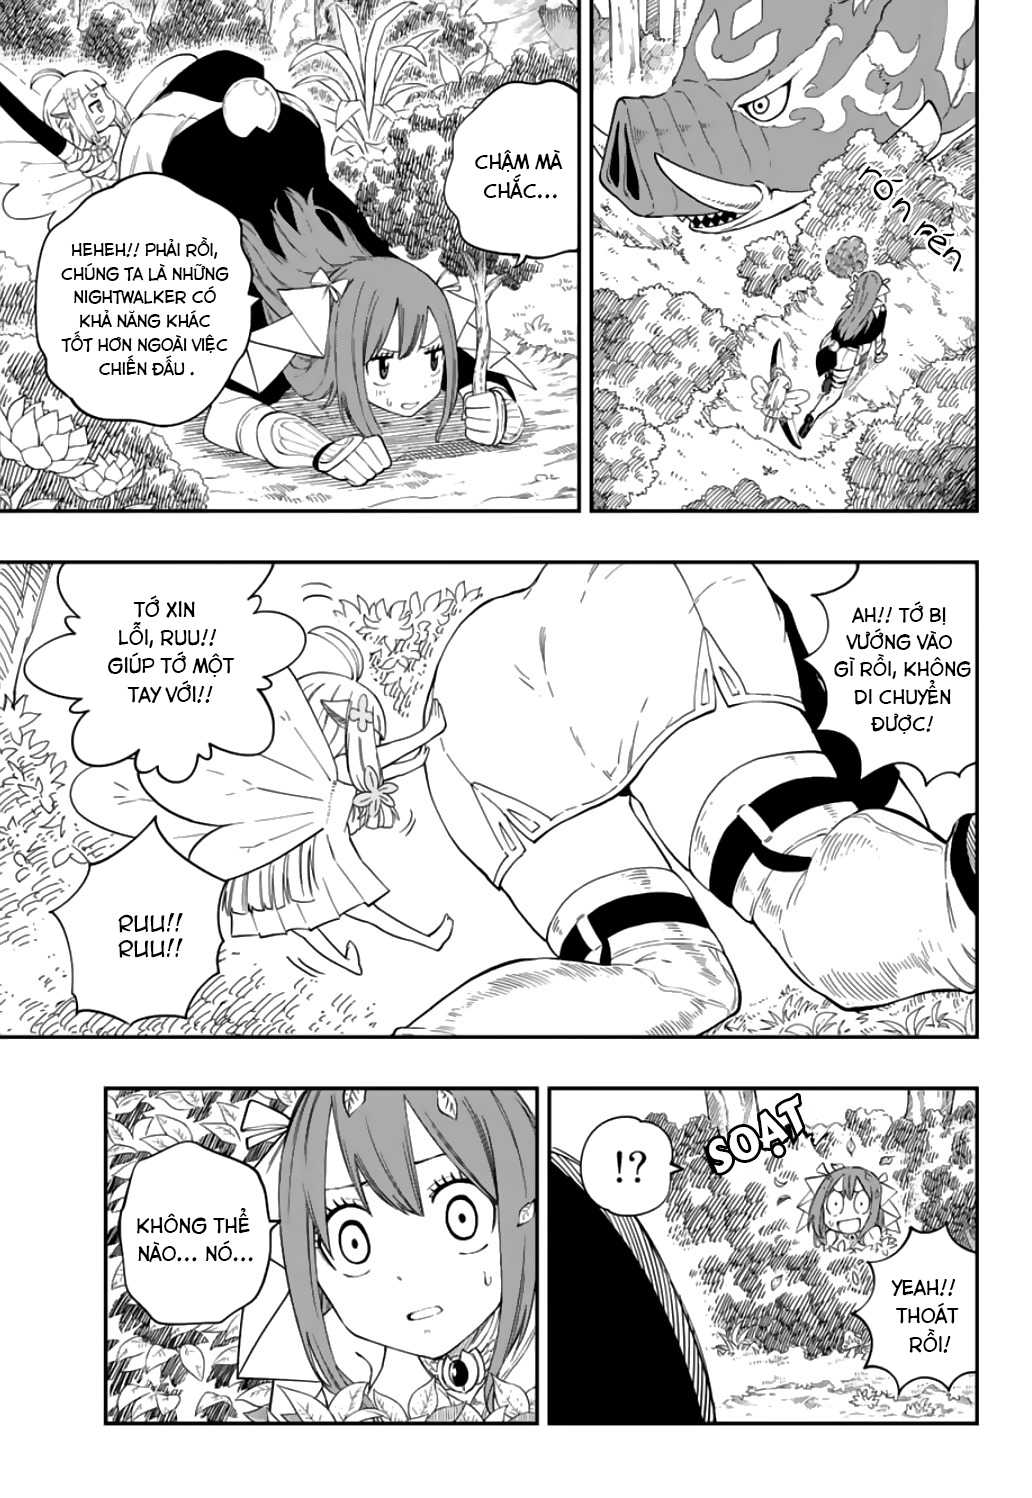 RÓN RÉN
CHẬM MÀ
CHẮC...
HEHEH!! PHẢI RỒI,
CHÚNG TA LÀ NHỮNG
NIGHTWALKER CÓ
KHẢ NĂNG KHÁC
TỐT HƠN NGOÀI VIỆC
CHIẾN ĐẤU .
AH!! TỚ BỊ
VƯỚNG VÀO
GÌ RỒI, KHÔNG
DI CHUYỂN
ĐƯỢC!
TỚ XIN
LỖI, RUU!!
GIÚP TỚ MỘT
TAY VỚI!!
RUU!!
RUU!!
SOẠT
YEAH!!
THOÁT
RỒI!
!?
KHÔNG THỂ
NÀO... NÓ...